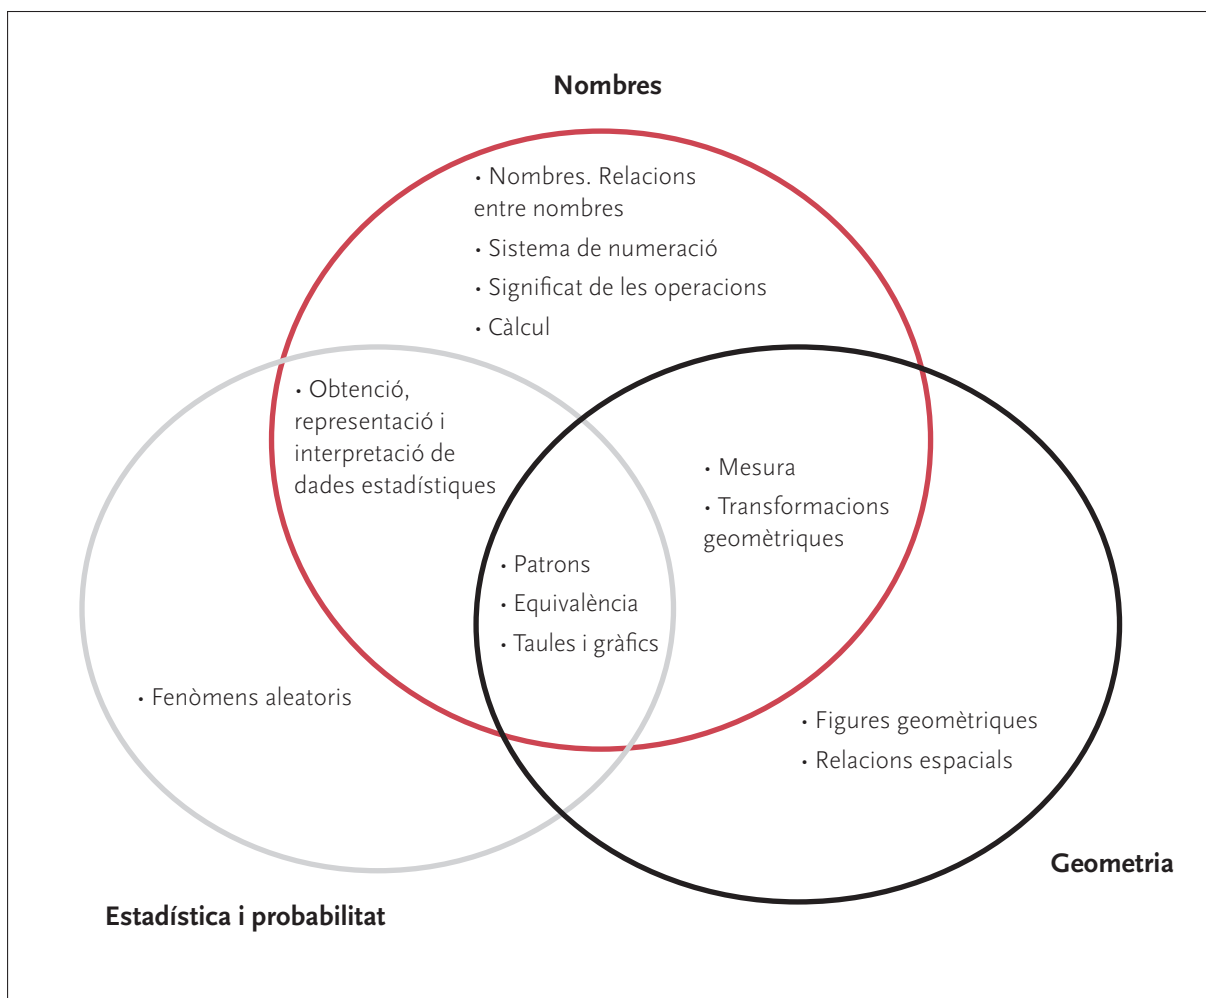 Nombres
• Nombres. Relacions
entre nombres
• Sistema de numeració
• Significat de les operacions
• Càlcul
• Obtenció,
representació i
interpretació de
dades estadístiques
• Mesura
• Transformacions
geomètriques
• Patrons
• Equivalència
• Taules i gràfics
• Fenòmens aleatoris
• Figures geomètriques
• Relacions espacials
Geometria
Estadística i probabilitat